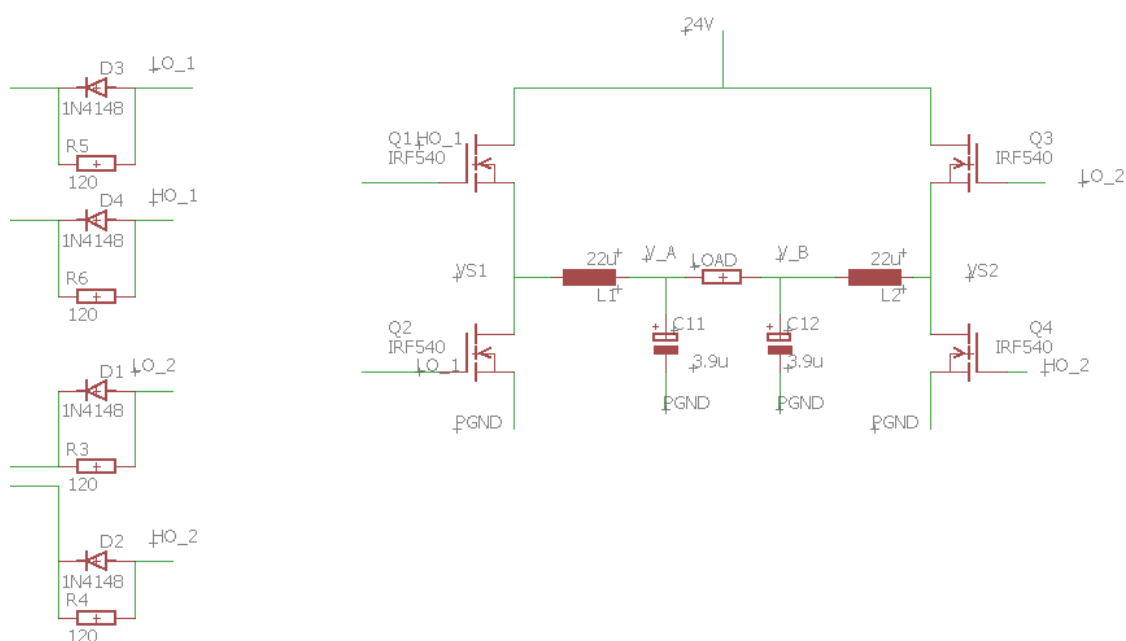 24V
D3
LO_1
1N4148
R5
120
D4
HO_1
1N4148
R6
120
D1
LO_2
1N4148
R3
120
D2
HO_2
1N4148
R4
120
Q1
HO_1
IRF540
Q3
IRF540
LO_2
VS1
22u
L1
V_A
LOAD
V_B
22u
L2
VS2
Q2
IRF540
LO_1
C11
3.9u
C12
3.9u
Q4
IRF540
HO_2
PGND
PGND
PGND
PGND